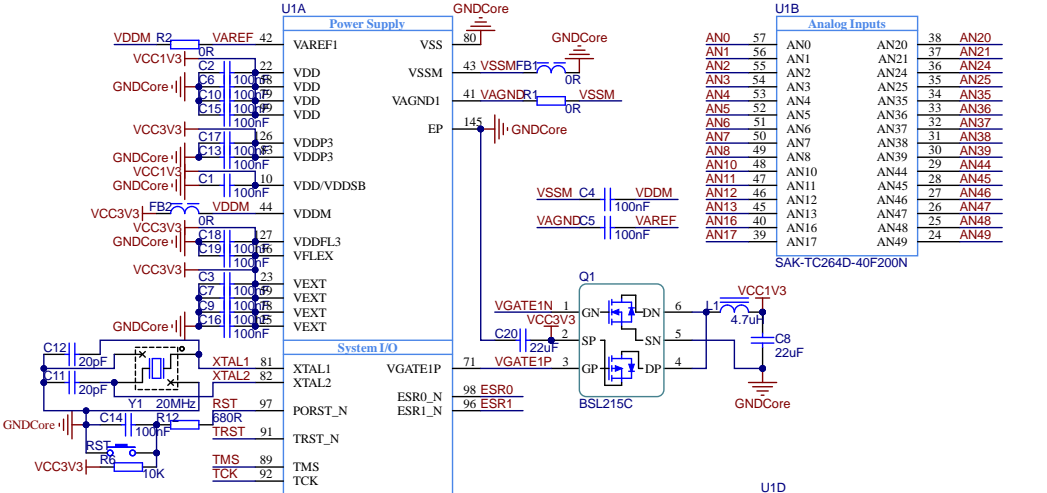 U1A
Power Supply
VDDM R2 VAREF 42 VAREF1
0R
VCC1V3
C2 22 VDD
100nF
GNDCore
C6 VDD
100nF
C10 VDD
100nF
C15 VDD
100nF
VCC3V3
C17 126 VDDP3
100nF
GNDCore C13 VDDP3
100nF
VCC1V3
GNDCore C1 10 VDD/VDDSB
100nF
VCC3V3 FB2 VDDM 44 VDDM
0R
VCC3V3
GNDCore C18 127 VDDFL3
100nF
C19 VFLEX
100nF
VCC3V3
C3 23 VEXT
100nF
C7 VEXT
100nF
C9 VEXT
100nF
GNDCore C16 VEXT
100nF
GNDCore
VSS 80
GNDCore
VSSM 43 VSSM FB1
0R
VAGND1 41 VAGND R1 VSSM
0R
EP 145 GNDCore
VSSM C4 VDDM
100nF
VAGND C5 VAREF
100nF
U1B
Analog Inputs
AN0 57 AN0 AN20 38 AN20
AN1 56 AN1 AN21 37 AN21
AN2 55 AN2 AN24 36 AN24
AN3 54 AN3 AN25 35 AN25
AN4 53 AN4 AN35 34 AN35
AN5 52 AN5 AN36 33 AN36
AN6 51 AN6 AN37 32 AN37
AN7 50 AN7 AN38 31 AN38
AN8 49 AN8 AN39 30 AN39
AN10 48 AN10 AN44 29 AN44
AN11 47 AN11 AN45 28 AN45
AN12 46 AN12 AN46 27 AN46
AN13 45 AN13 AN47 26 AN47
AN16 40 AN16 AN48 25 AN48
AN17 39 AN17 AN49 24 AN49
SAK-TC264D-40F200N
Q1
VGATE1N 1 GN DN 6 L1 VCC1V3
4.7uH
VCC3V3
C20 2 SP SN 5 C8
22uF 22uF
VGATE1P 3 GP DP 4
BSL215C
GNDCore
System I/O
C12
20pF
XTAL1 81 XTAL1 VGATE1P 71
C11
20pF
XTAL2 82 XTAL2
Y1 20MHz
ESR0_N 98 ESR0
RST 97 PORST_N ESR1_N 96 ESR1
GNDCore C14 R12 680R
100nF
TRST 91 TRST_N
RST
VCC3V3 R6
10K
TMS 89 TMS
TCK 92 TCK
U1D